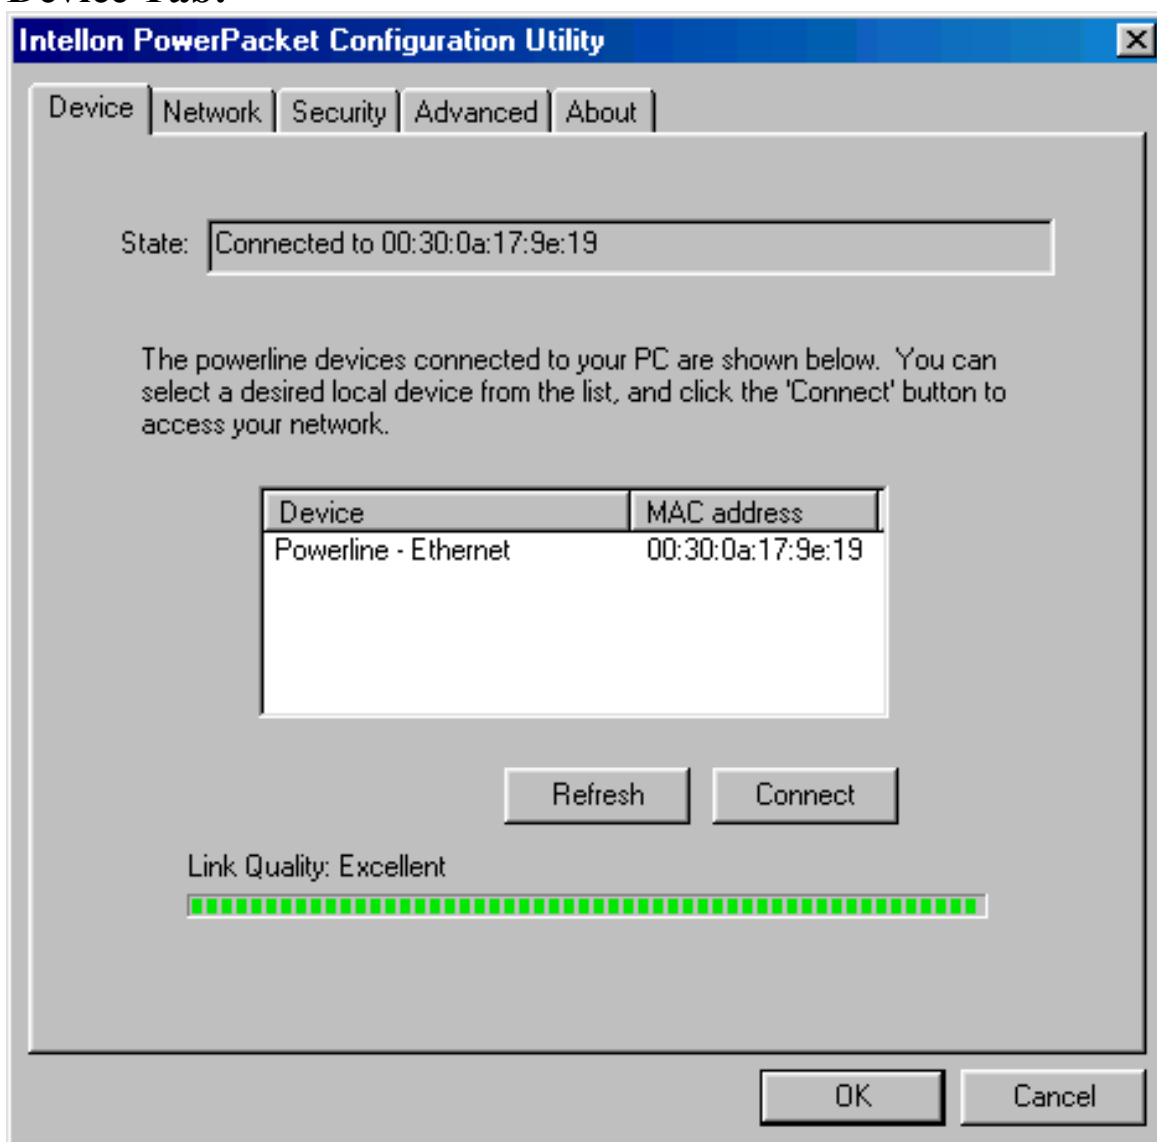 Device Tab:
Intellon PowerPacket Configuration Utility
Device Network Security Advanced About
State: Connected to 00:30:0a:17:9e:19
The powerline devices connected to your PC are shown below. You can
select a desired local device from the list, and click the 'Connect' button to
access your network.
Device MAC address
Powerline - Ethernet 00:30:0a:17:9e:19
Refresh Connect
Link Quality: Excellent
OK Cancel